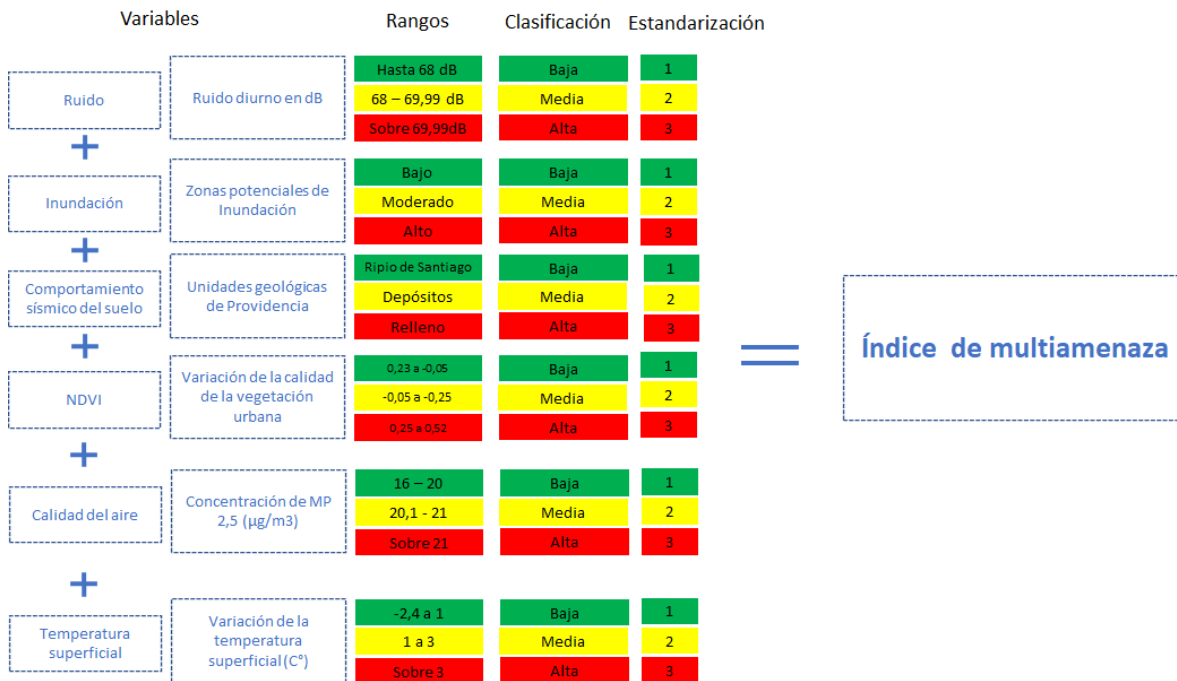 Variables
Rangos
Clasificación
Estandarización
Ruido
Ruido diurno en dB
Hasta 68 dB
Baja
1
68 – 69,99 dB
Media
2
Sobre 69,99dB
Alta
3
+
Inundación
Zonas potenciales de
Inundación
Bajo
Baja
1
Moderado
Media
2
Alto
Alta
3
+
Comportamiento
sísmico del suelo
Unidades geológicas
de Providencia
Ripio de Santiago
Baja
1
Depósitos
Media
2
Relleno
Alta
3
+
NDVI
Variación de la calidad
de la vegetación
urbana
0,23 a -0,05
Baja
1
-0,05 a -0,25
Media
2
0,25 a 0,52
Alta
3
+
Calidad del aire
Concentración de MP
2,5 (µg/m3)
16 – 20
Baja
1
20,1 - 21
Media
2
Sobre 21
Alta
3
+
Temperatura
superficial
Variación de la
temperatura
superficial (C°)
-2,4 a 1
Baja
1
1 a 3
Media
2
Sobre 3
Alta
3
=
Índice de multiamenaza